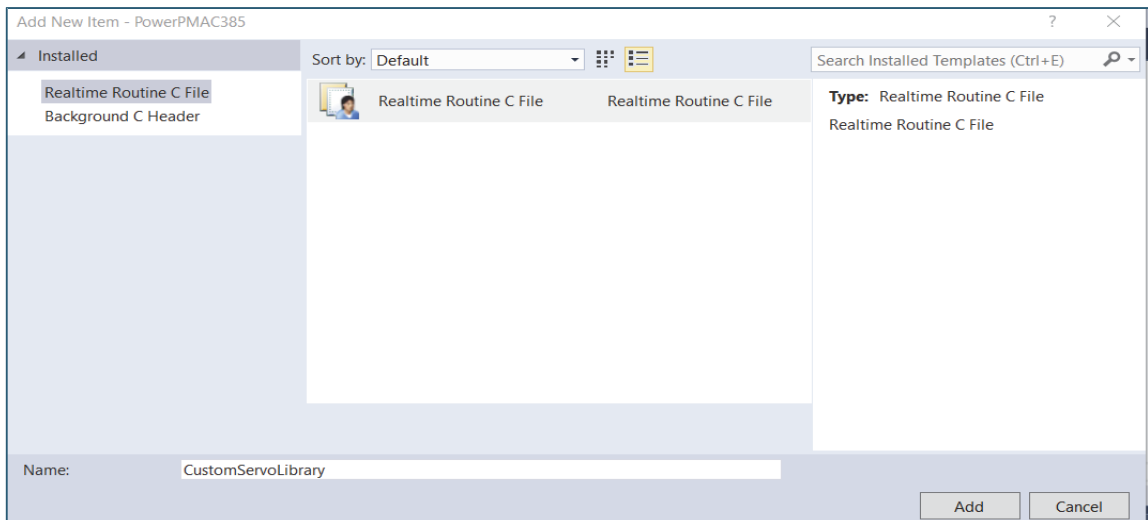 Add New Item - PowerPMAC385
?
Installed
Sort by: Default
Search Installed Templates (Ctrl+E)
Realtime Routine C File
Background C Header
Realtime Routine C File Realtime Routine C File
Type: Realtime Routine C File
Realtime Routine C File
Name: CustomServoLibrary
Add Cancel